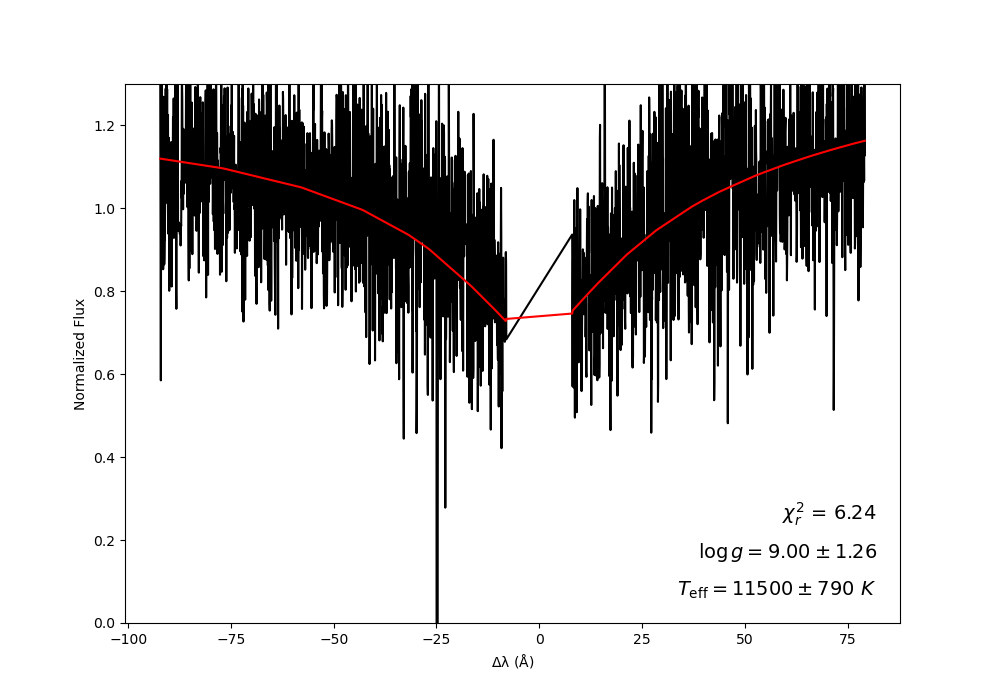 1.2
1.0
0.8
0.6
0.4
0.2
0.0
Normalized Flux
χ²ᵣ = 6.24
log g = 9.00 ± 1.26
T_eff = 11500 ± 790 K
−100 −75 −50 −25 0 25 50 75
Δλ (Å)